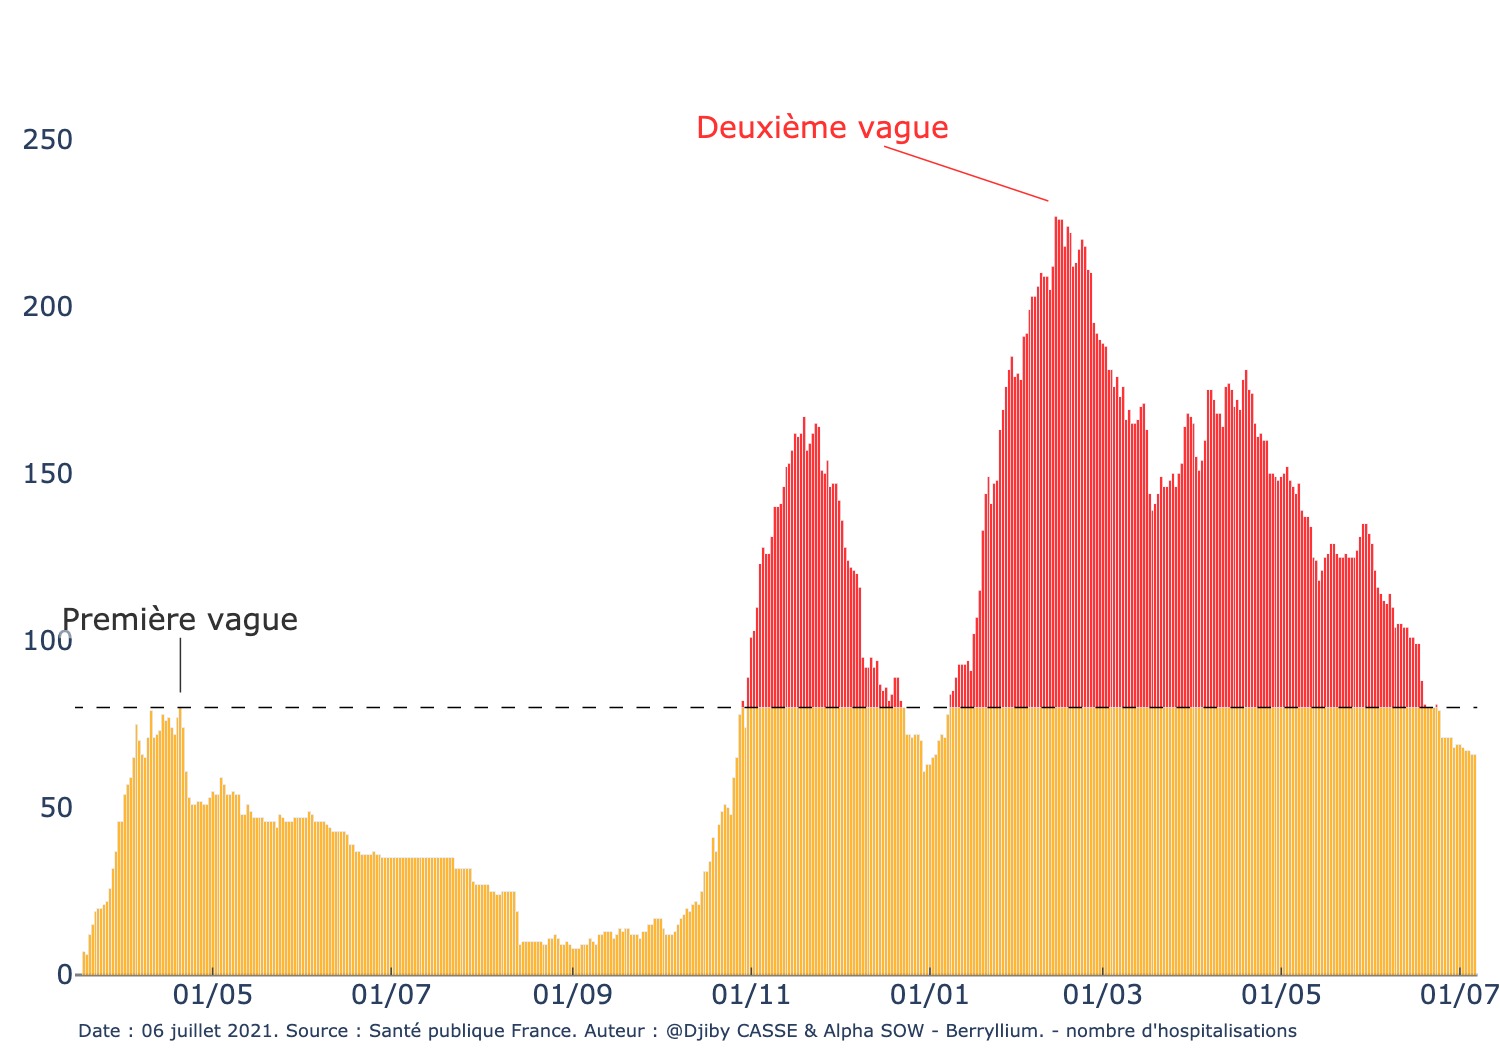 Deuxième vague
250
200
150
Première vague
100
50
0
01/05 01/07 01/09 01/11 01/01 01/03 01/05 01/07
Date : 06 juillet 2021. Source : Santé publique France. Auteur : @Djiby CASSE & Alpha SOW - Berryllium. - nombre d'hospitalisations